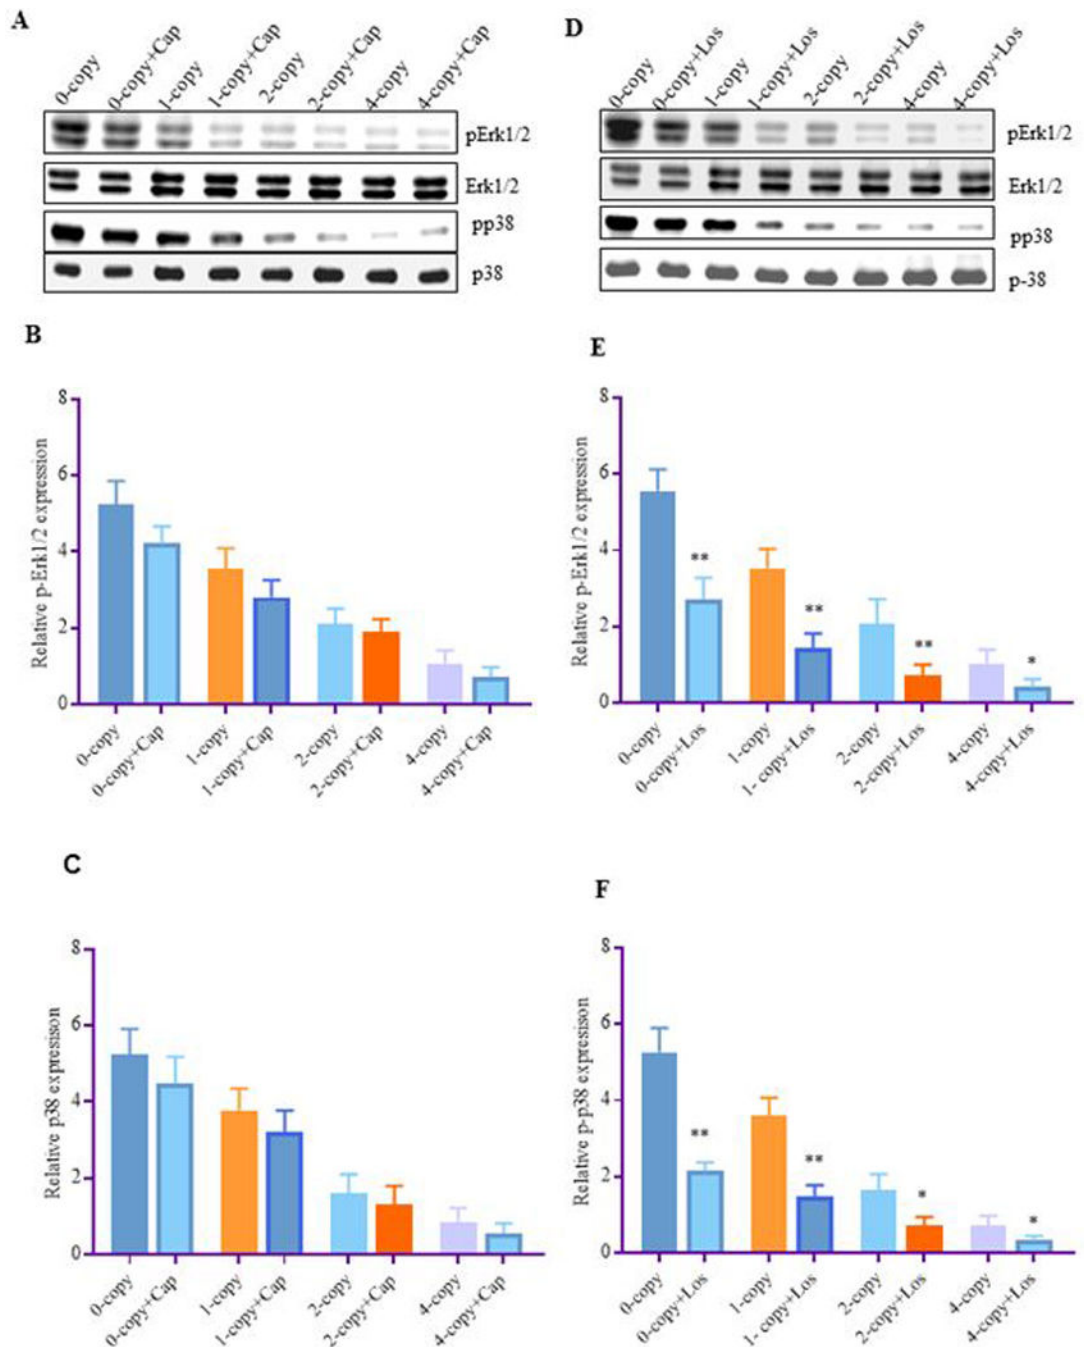 A
0-copy
0-copy+Cap
1-copy
1-copy+Cap
2-copy
2-copy+Cap
4-copy
4-copy+Cap
pErk1/2
Erk1/2
pp38
p38
D
0-copy
0-copy+Los
1-copy
1-copy+Los
2-copy
2-copy+Los
4-copy
4-copy+Los
pErk1/2
Erk1/2
pp38
p-38
B
Relative p-Erk1/2 expression
8
6
4
2
0
0-copy
0-copy+Cap
1-copy
1-copy+Cap
2-copy
2-copy+Cap
4-copy
4-copy+Cap
E
Relative p-Erk1/2 expression
8
6
4
2
0
**
**
**
*
0-copy
0-copy+Los
1-copy
1- copy+Los
2-copy
2-copy+Los
4-copy
4-copy+Los
C
Relative p38 expresison
8
6
4
2
0
0-copy
0-copy+Cap
1-copy
1-copy+Cap
2-copy
2-copy+Cap
4-copy
4-copy+Cap
F
Relative p-p38 expresison
8
6
4
2
0
**
**
*
*
0-copy
0-copy+Los
1-copy
1- copy+Los
2-copy
2-copy+Los
4-copy
4-copy+Los